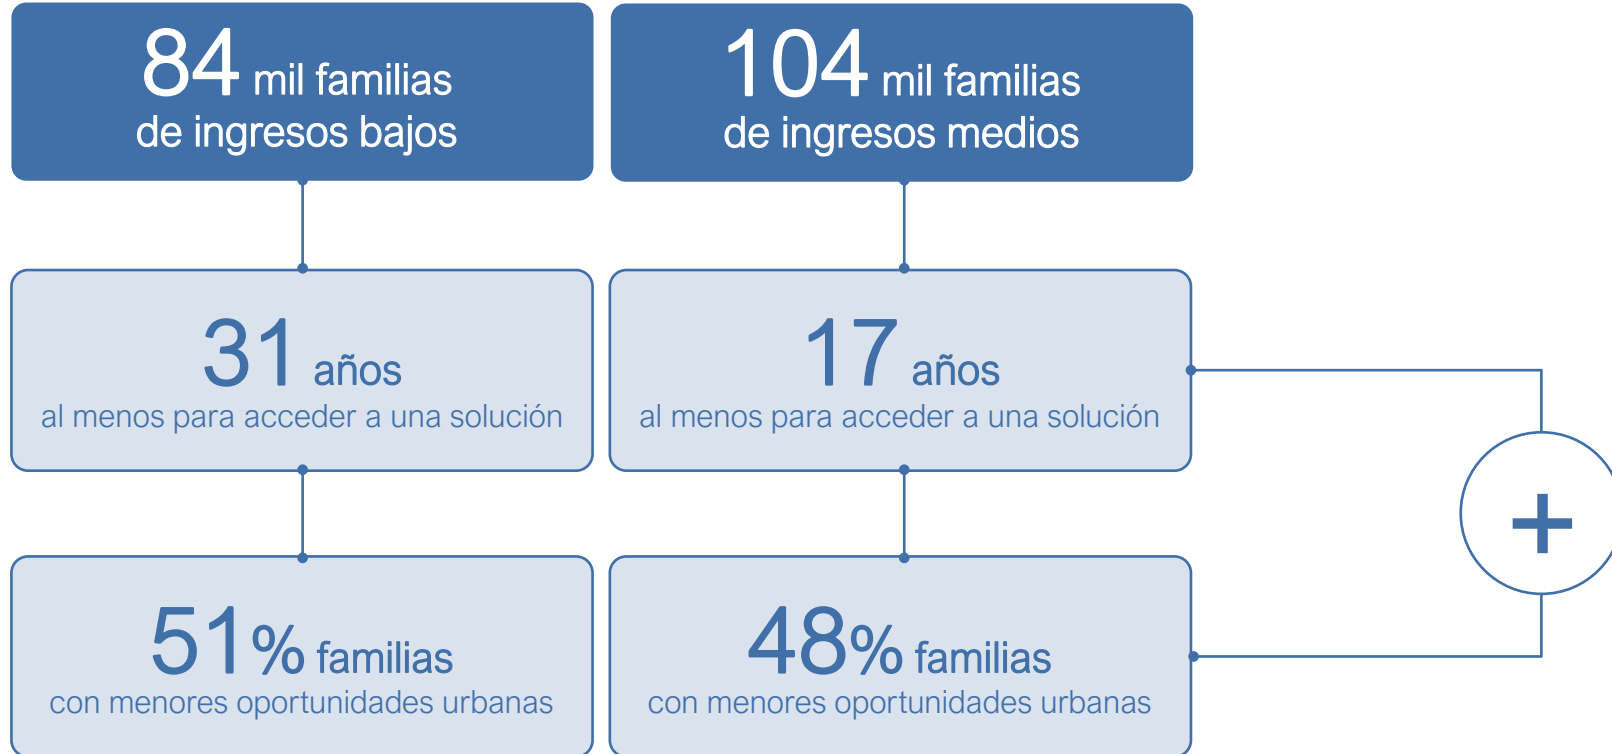 84 mil familias
de ingresos bajos
104 mil familias
de ingresos medios
31 años
al menos para acceder a una solución
17 años
al menos para acceder a una solución
+
51% familias
con menores oportunidades urbanas
48% familias
con menores oportunidades urbanas